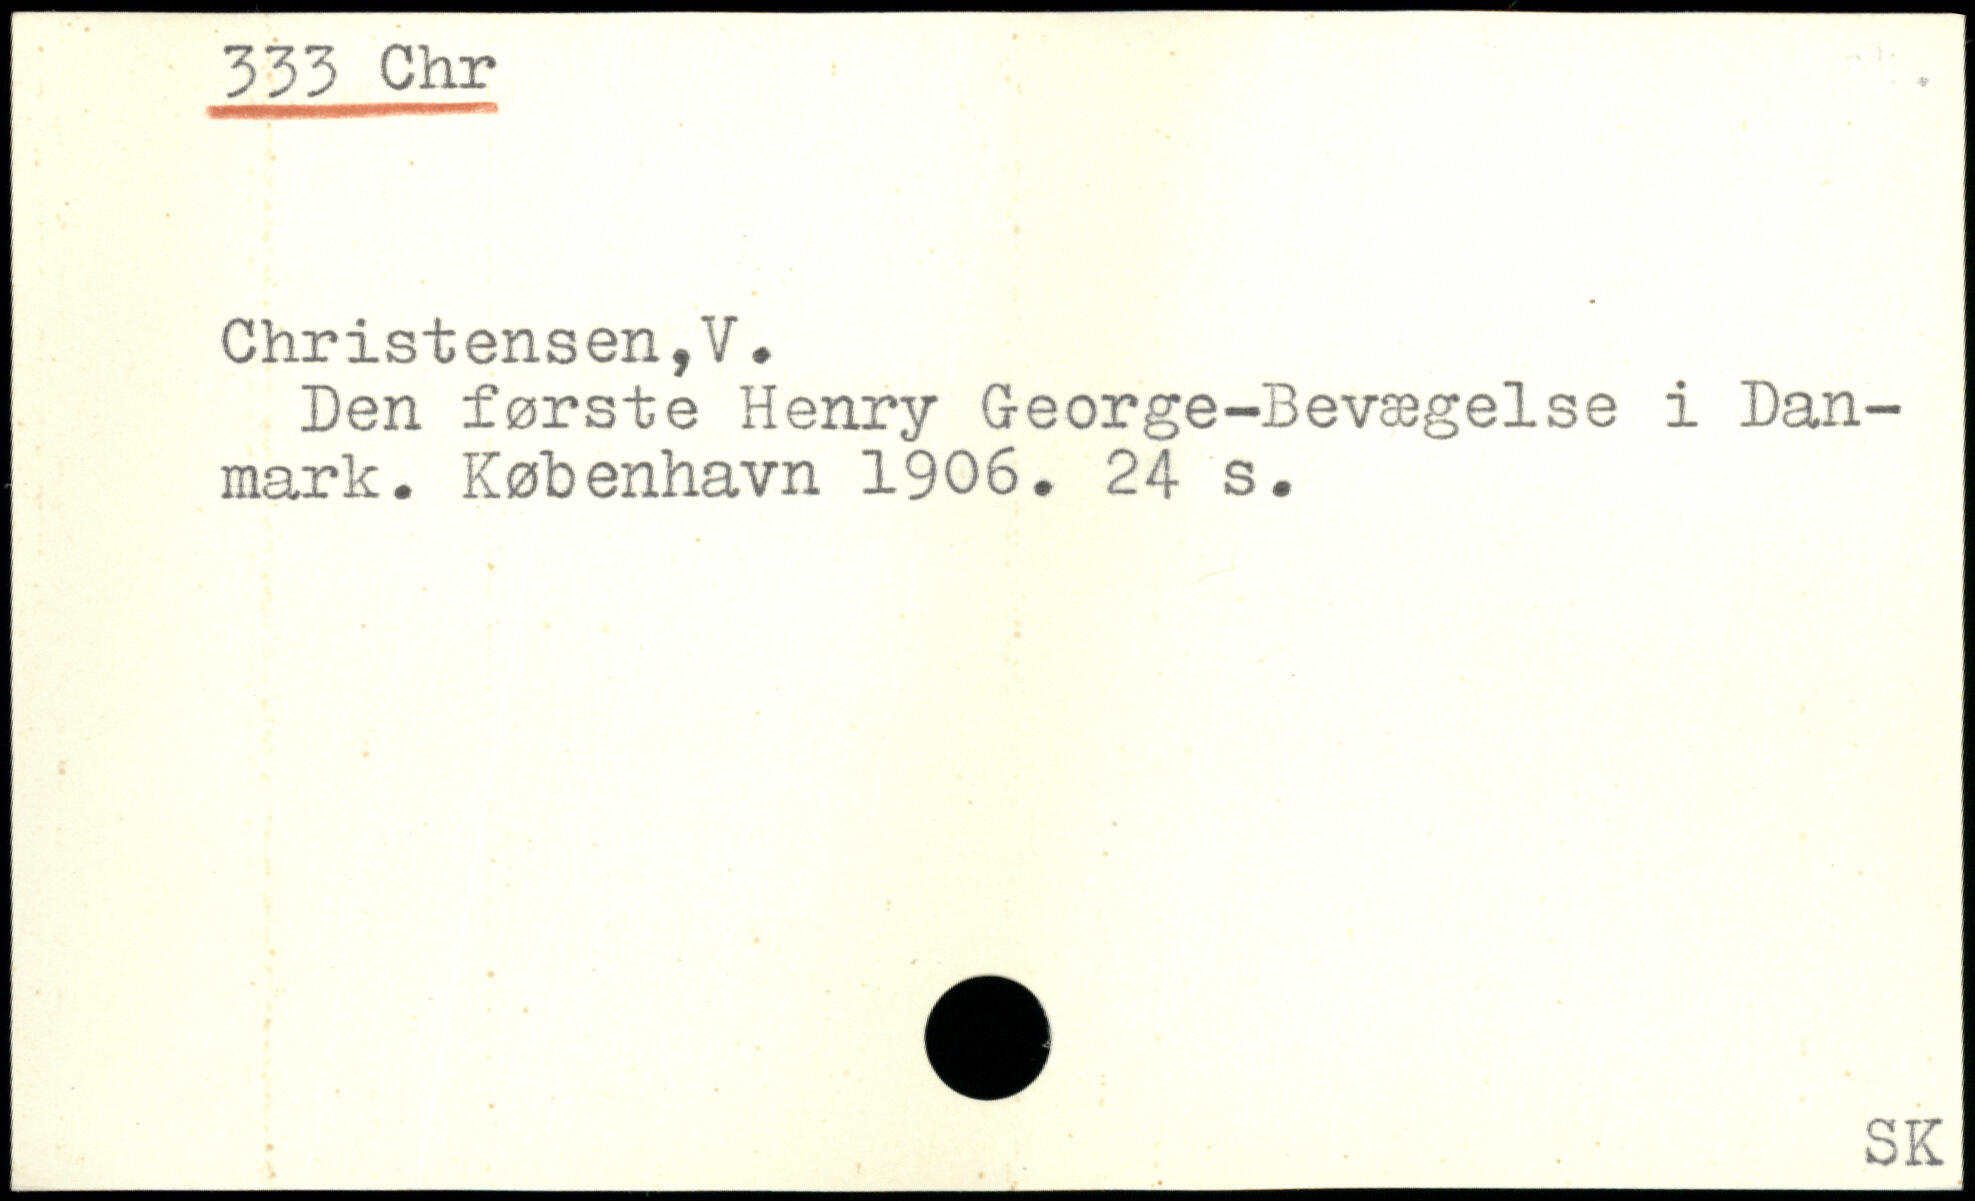 333 Chr
Christensen,V.
Den første Henry George-Bevægelse i Dan-
mark. København 1906. 24 s.
SK